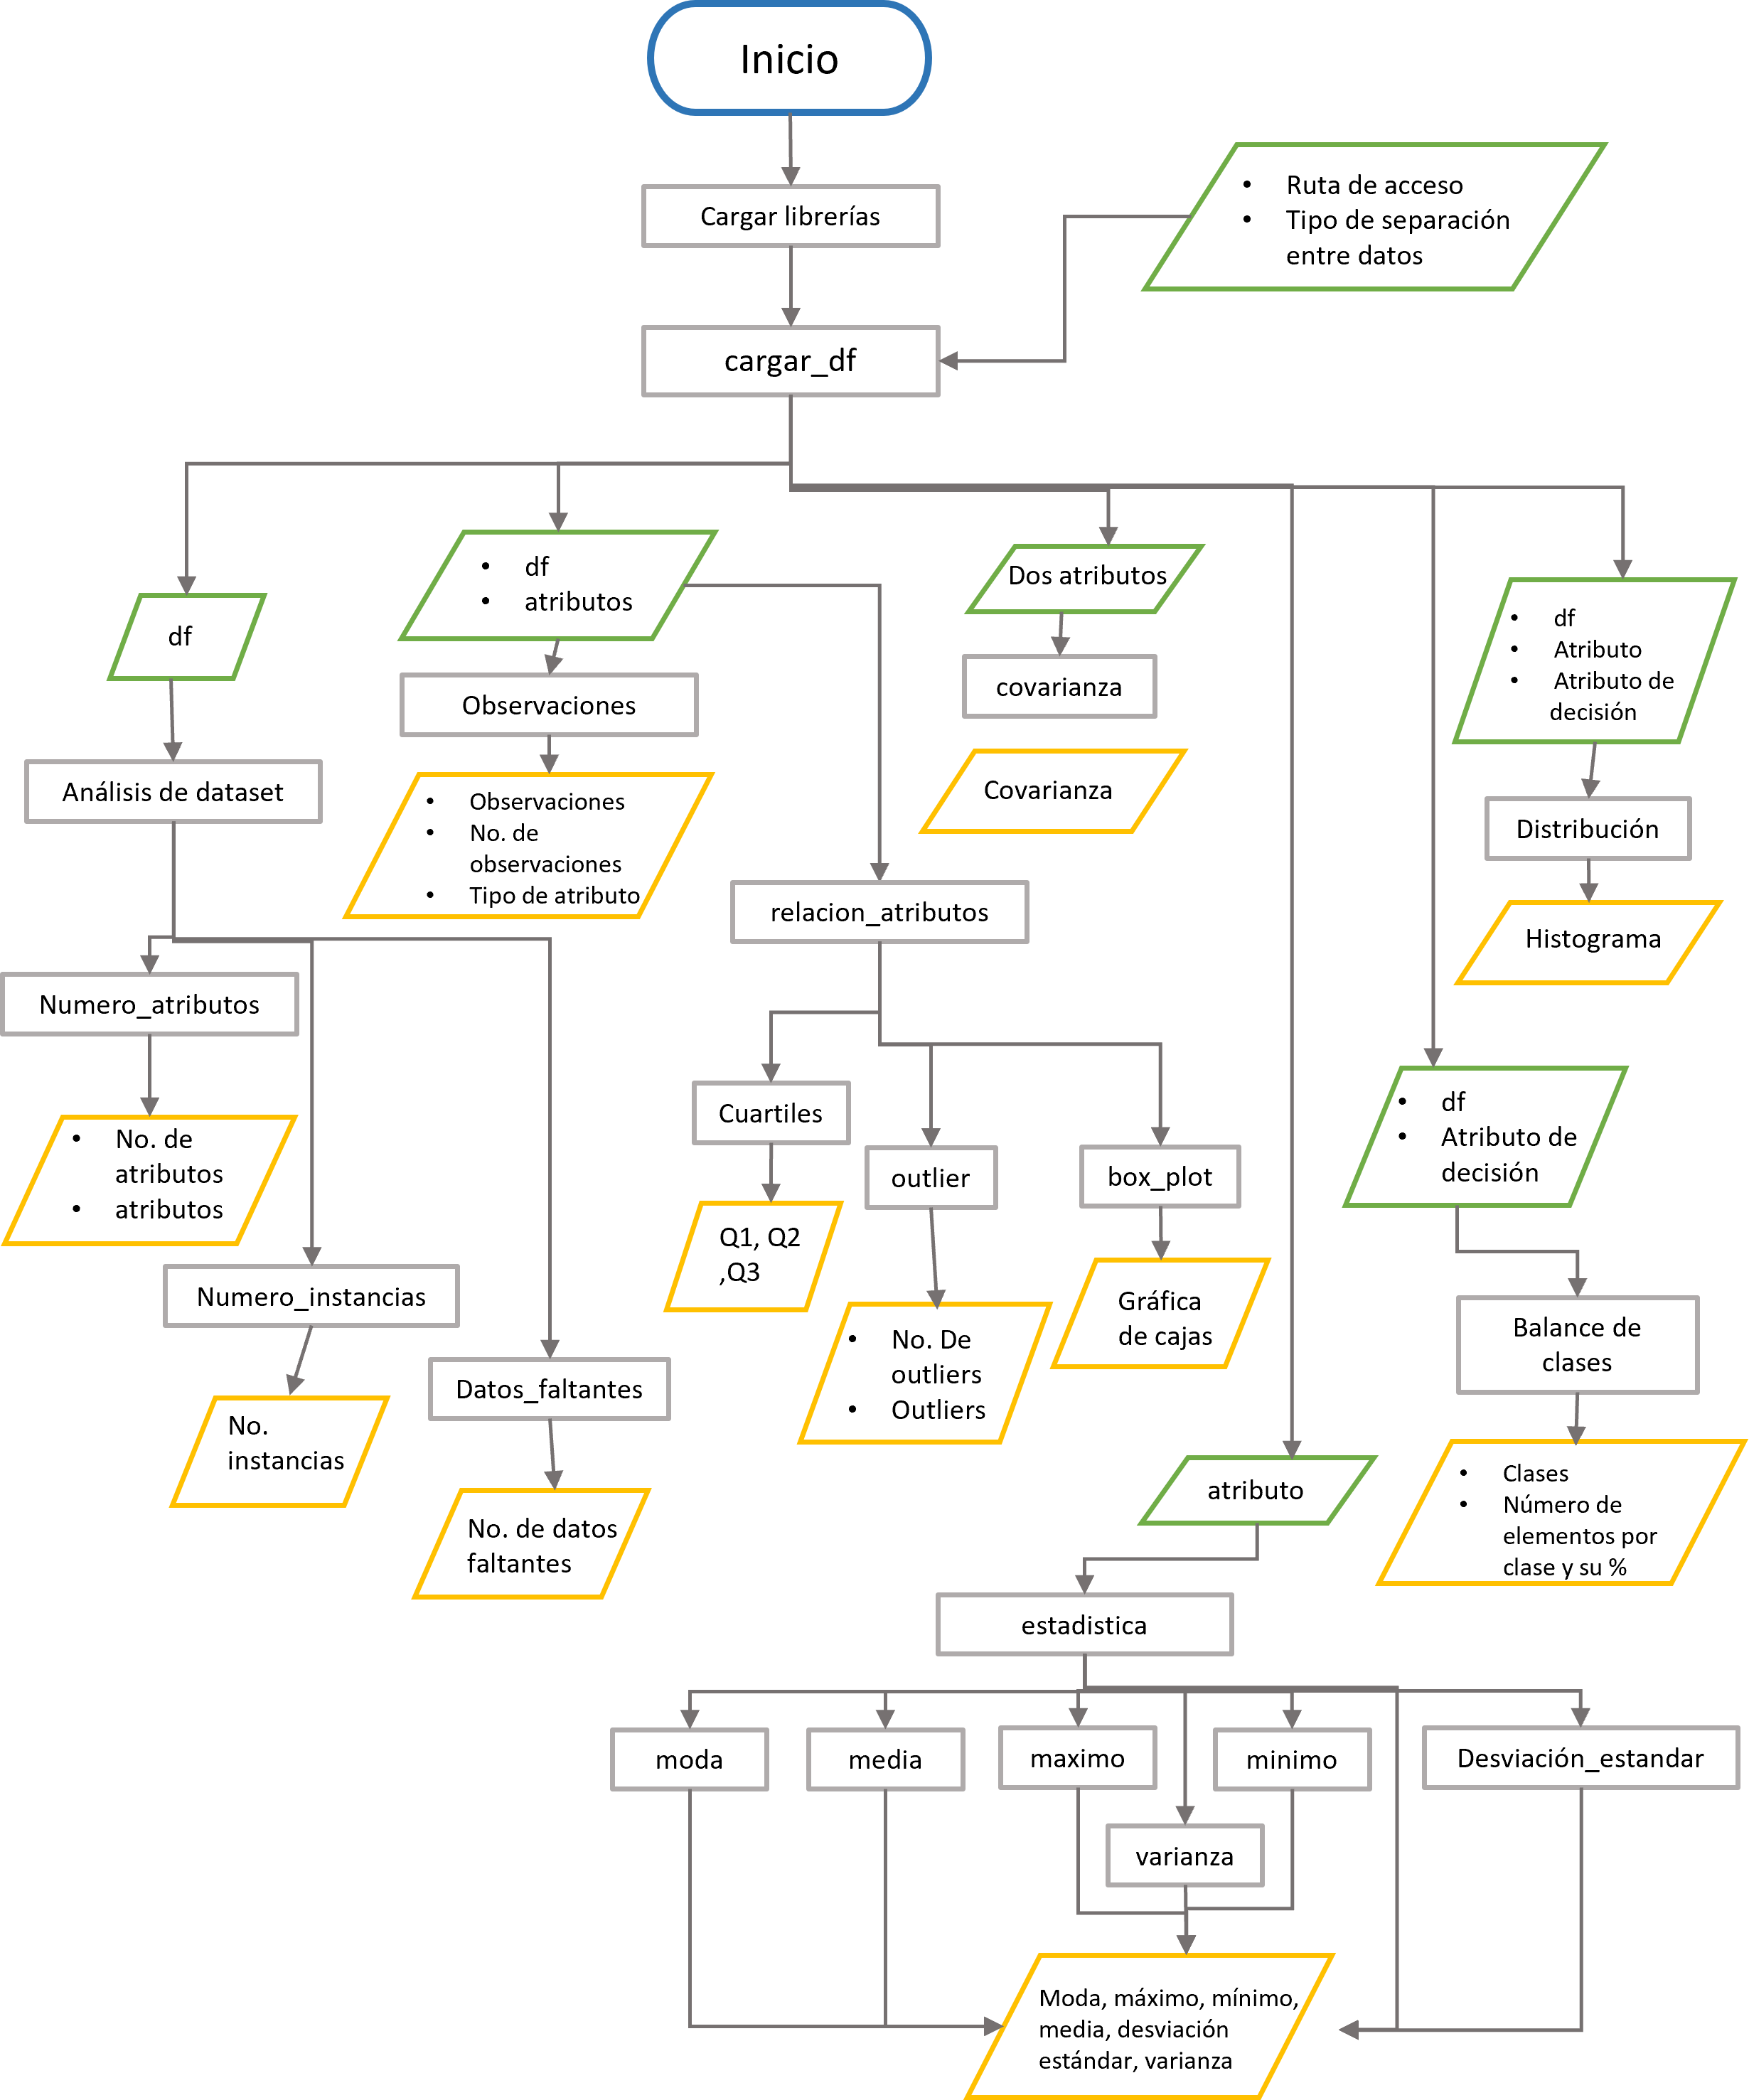 Inicio
• Ruta de acceso
• Tipo de separación
entre datos
Cargar librerías
cargar_df
df
• df
• atributos
Dos atributos
• df
• Atributo
• Atributo de
decisión
Observaciones
covarianza
Análisis de dataset
• Observaciones
• No. de
observaciones
• Tipo de atributo
Covarianza
Distribución
relacion_atributos
Histograma
Numero_atributos
• No. de
atributos
• atributos
Cuartiles
outlier
box_plot
• df
• Atributo de
decisión
Q1, Q2
,Q3
Numero_instancias
• No. De
outliers
• Outliers
Gráfica
de cajas
Balance de
clases
Datos_faltantes
No.
instancias
No. de datos
faltantes
atributo
• Clases
• Número de
elementos por
clase y su %
estadistica
moda
media
maximo
minimo
Desviación_estandar
varianza
Moda, máximo, mínimo,
media, desviación
estándar, varianza